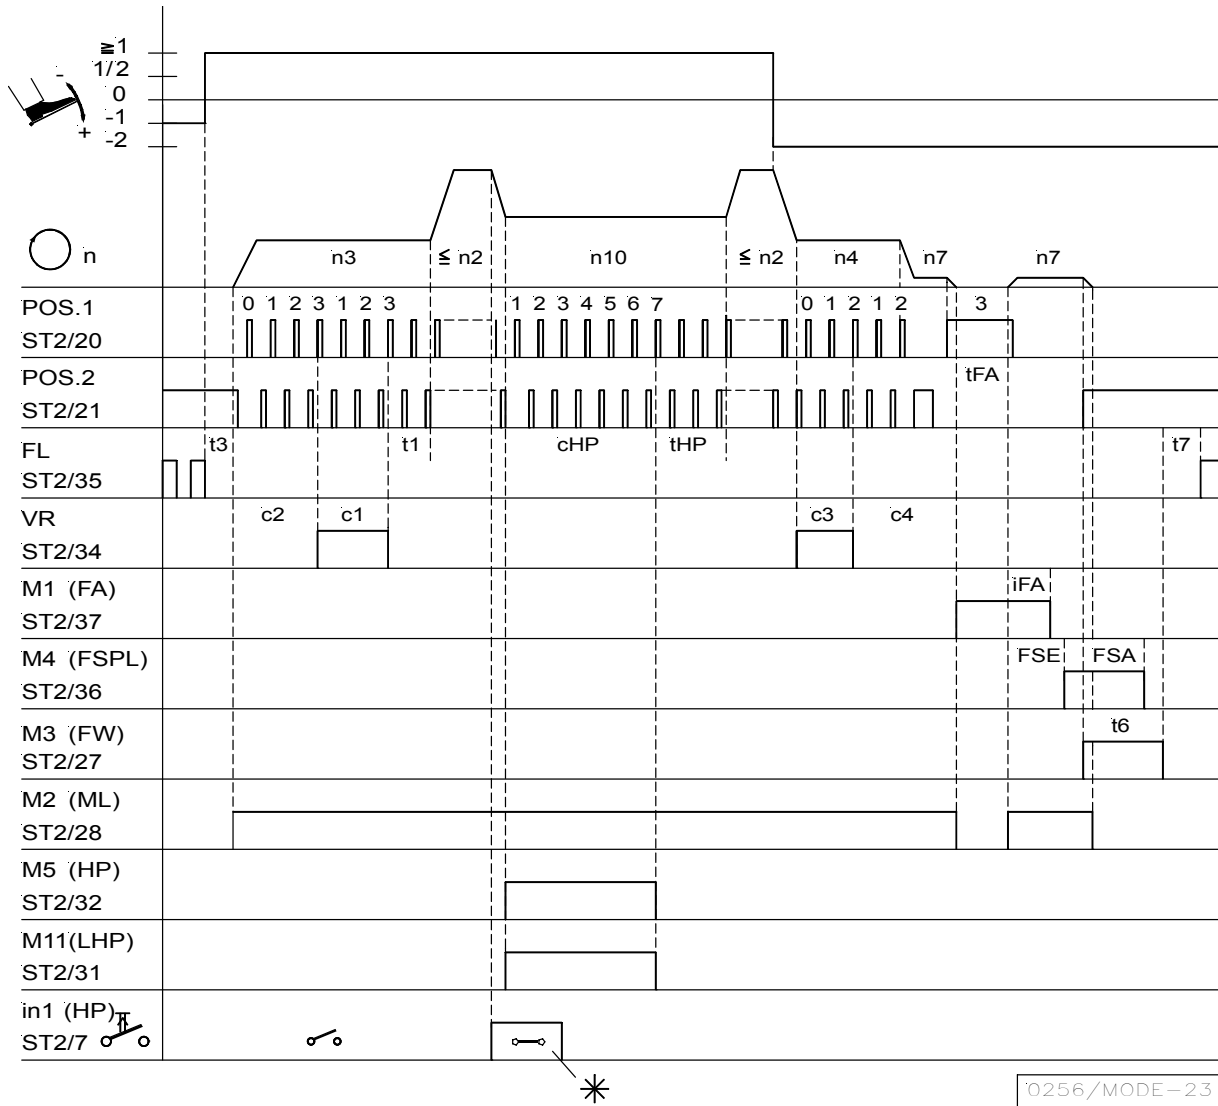 ≧1
1/2
-
0
-1
+
-2
n
n3
≦ n2
n10
≦ n2
n4
n7
n7
POS.1
0 1 2 3 1 2 3
1 2 3 4 5 6 7
0 1 2 1 2
3
ST2/20
POS.2
tFA
ST2/21
FL
t3
t1
cHP
tHP
t7
ST2/35
VR
c2
c1
c3
c4
ST2/34
M1 (FA)
iFA
ST2/37
M4 (FSPL)
FSE
FSA
ST2/36
M3 (FW)
t6
ST2/27
M2 (ML)
ST2/28
M5 (HP)
ST2/32
M11(LHP)
ST2/31
in1 (HP)
ST2/7
0256/MODE-23